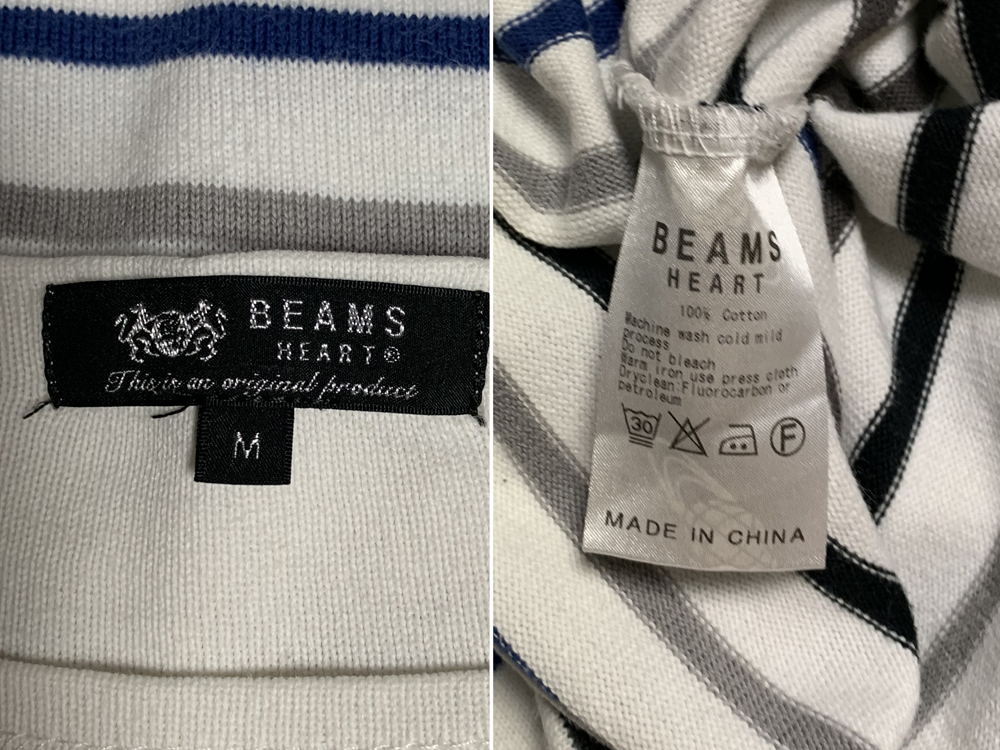 BEAMS
HEART®
This is an original product
M
BEAMS
HEART
100% Cotton
Machine wash cold mild
process
Do not bleach
Warm iron use press cloth
Dryclean:Fluorocarbon or
petroleum
30
F
MADE IN CHINA